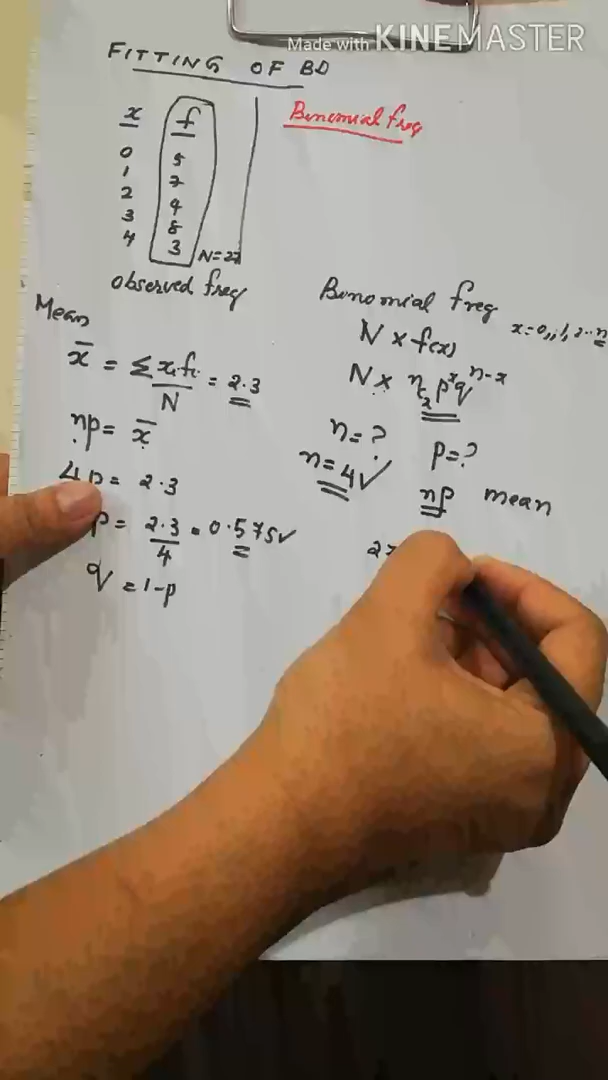 Made with KINEMASTER
FITTING OF BD
x f
0 5
1 7
2 4
3 8
4 3
N=27
observed freq
Binomial freq
Mean
x̄ = Σxᵢfᵢ/N = 2.3
np = x̄
4p = 2.3
p = 2.3/4 = 0.575✓
q = 1-p
Binomial freq
x=0,1,2..n
N × f(x)
N × ⁿCₓ pˣ qⁿ⁻ˣ
n=? p=?
n=4✓
np mean